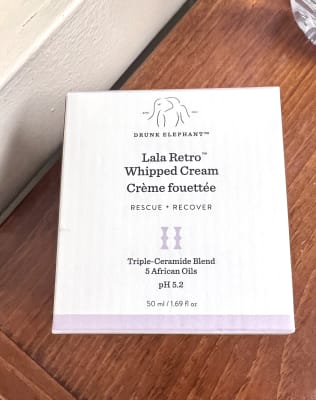 DRUNK ELEPHANT™
Lala Retro™
Whipped Cream
Crème fouettée
RESCUE + RECOVER
Triple-Ceramide Blend
5 African Oils
pH 5.2
50 ml / 1.69 fl oz